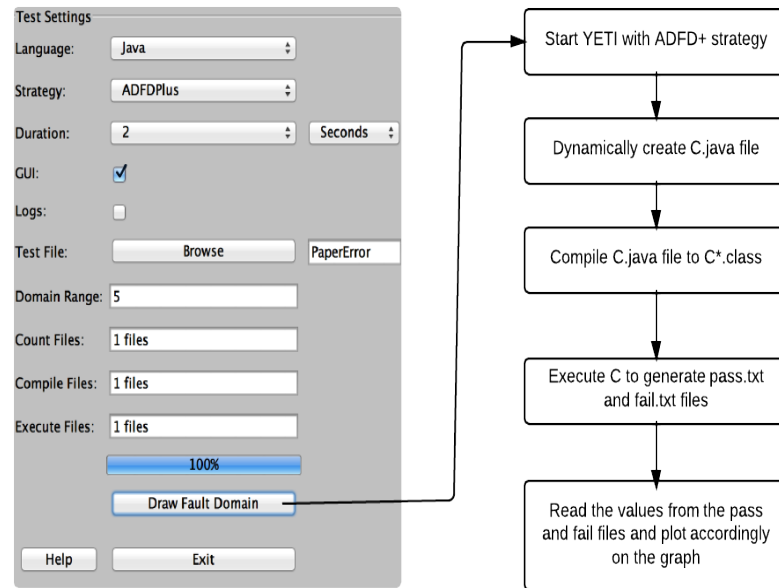 Test Settings
Language: Java
Strategy: ADFDPlus
Duration: 2 Seconds
GUI:
Logs:
Test File: Browse PaperError
Domain Range: 5
Count Files: 1 files
Compile Files: 1 files
Execute Files: 1 files
100%
Draw Fault Domain
Help Exit
Start YETI with ADFD+ strategy
Dynamically create C.java file
Compile C.java file to C*.class
Execute C to generate pass.txt
and fail.txt files
Read the values from the pass
and fail files and plot accordingly
on the graph